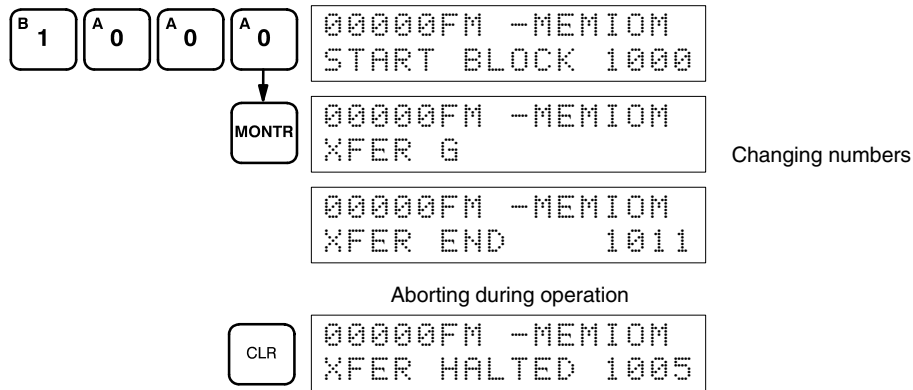 B 1 A 0 A 0 A 0
00000FM -MEMIOM
START BLOCK 1000
MONTR
00000FM -MEMIOM
XFER G
Changing numbers
00000FM -MEMIOM
XFER END 1011
Aborting during operation
CLR
00000FM -MEMIOM
XFER HALTED 1005